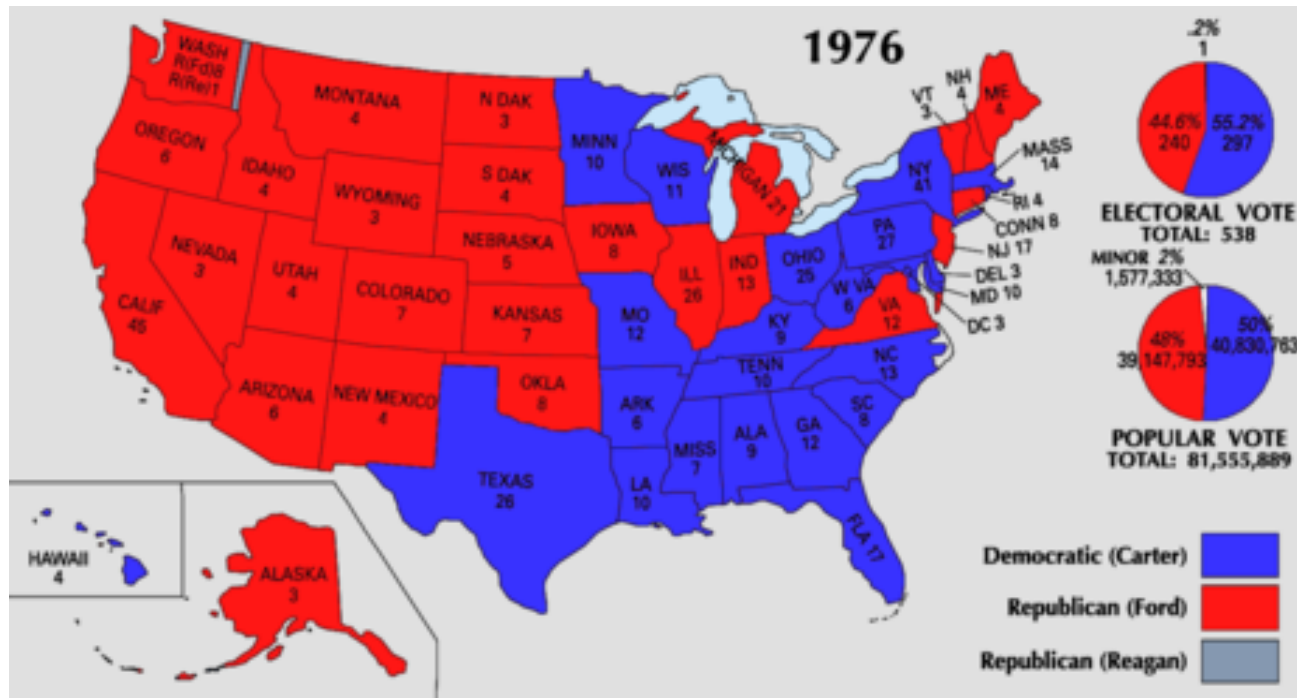 1976
WASH
R(Fd)8
R(Re)1
OREGON
6
CALIF
45
NEVADA
3
IDAHO
4
MONTANA
4
WYOMING
3
UTAH
4
COLORADO
7
ARIZONA
6
NEW MEXICO
4
N DAK
3
S DAK
4
NEBRASKA
5
KANSAS
7
OKLA
8
TEXAS
26
MINN
10
IOWA
8
MO
12
ARK
6
LA
10
WIS
11
ILL
26
MICHIGAN 21
IND
13
OHIO
25
KY
9
TENN
10
MISS
7
ALA
9
GA
12
FLA 17
SC
8
NC
13
VA
12
W VA
6
PA
27
NY
41
VT
3
NH
4
ME
4
MASS
14
RI 4
CONN 8
NJ 17
DEL 3
MD 10
DC 3
HAWAII
4
ALASKA
3
.2%
1
44.6%
240
55.2%
297
ELECTORAL VOTE
TOTAL: 538
MINOR 2%
1,577,333
48%
39,147,793
50%
40,830,763
POPULAR VOTE
TOTAL: 81,555,889
Democratic (Carter)
Republican (Ford)
Republican (Reagan)